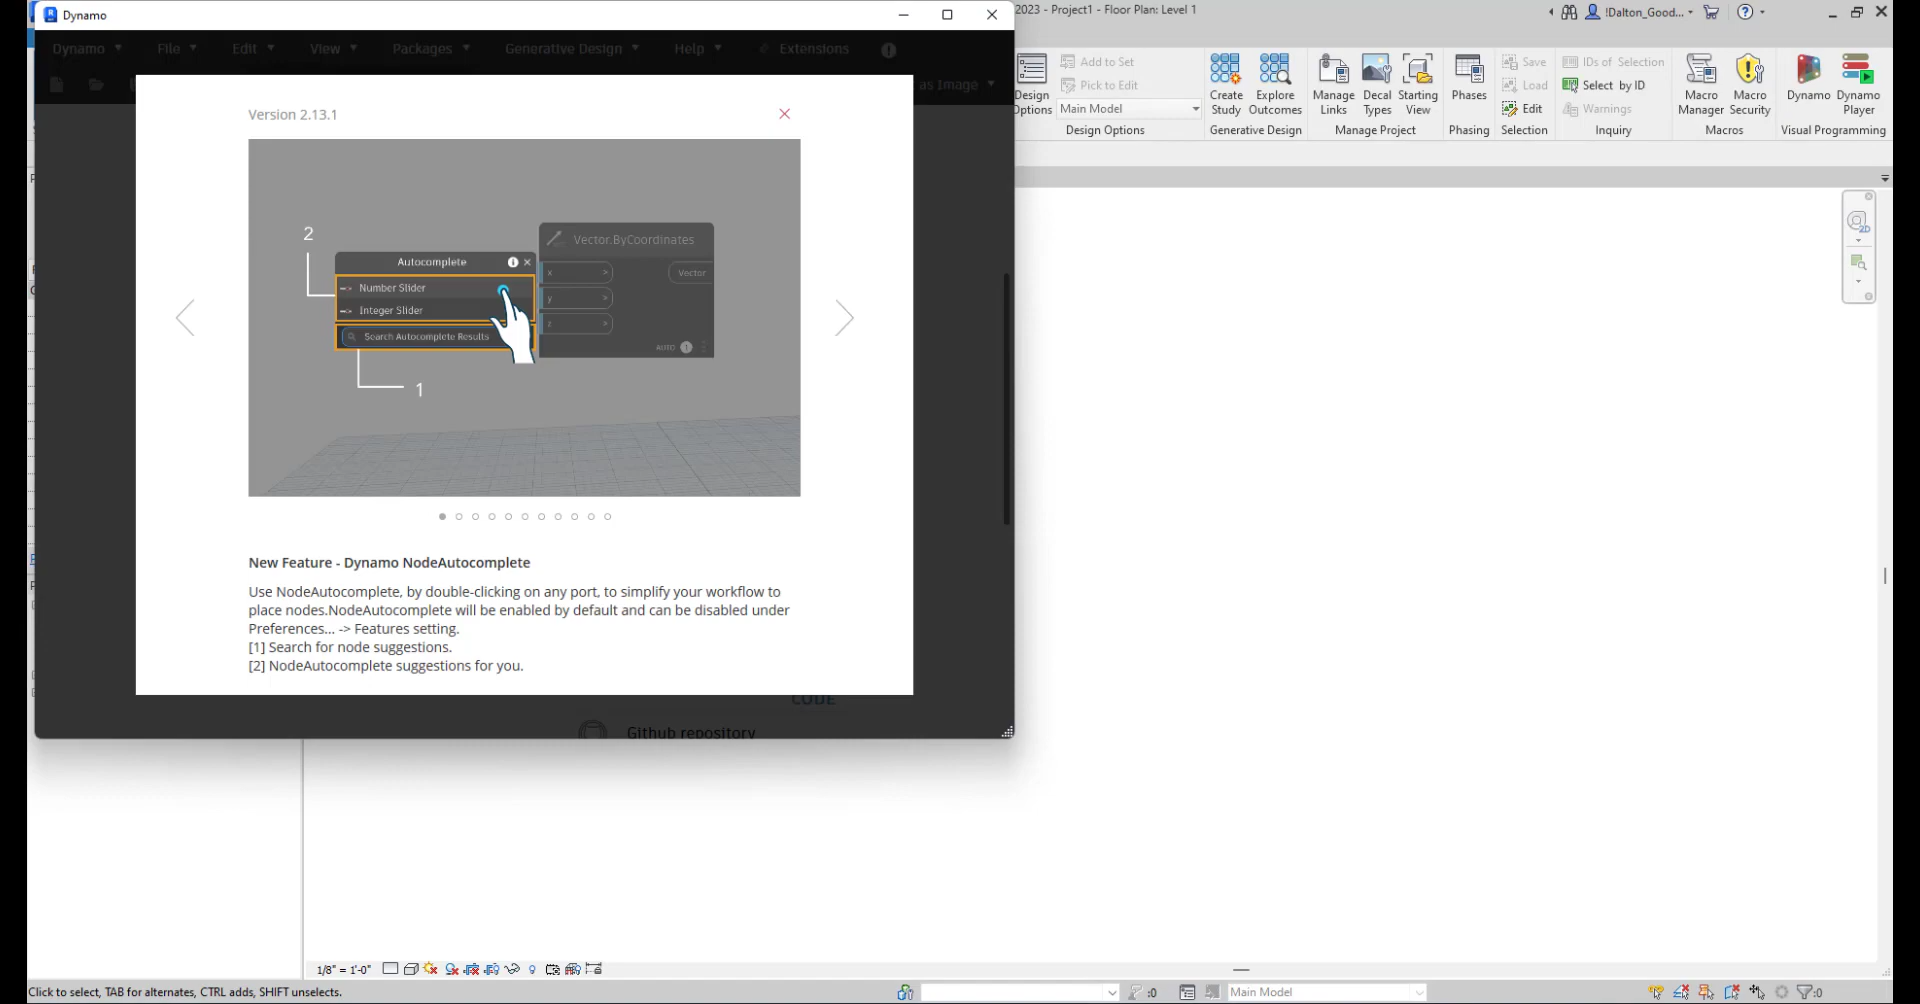 Dynamo
2023 - Project1 - Floor Plan: Level 1
!Dalton_Good...
Dynamo File Edit View Packages Generative Design Help Extensions
as Image
Design Options
Add to Set
Pick to Edit
Main Model
Design Options
Create Study
Explore Outcomes
Generative Design
Manage Links
Decal Types
Starting View
Manage Project
Phases
Phasing
Save
Load
Edit
Selection
IDs of Selection
Select by ID
Warnings
Inquiry
Macro Manager
Macro Security
Macros
Dynamo
Dynamo Player
Visual Programming
2D
Version 2.13.1
2
Autocomplete
Number Slider
Integer Slider
Search Autocomplete Results
1
Vector.ByCoordinates
x >
y >
z >
Vector
AUTO
New Feature - Dynamo NodeAutocomplete
Use NodeAutocomplete, by double-clicking on any port, to simplify your workflow to
place nodes.NodeAutocomplete will be enabled by default and can be disabled under
Preferences... -> Features setting.
[1] Search for node suggestions.
[2] NodeAutocomplete suggestions for you.
CODE
Github repository
1/8" = 1'-0"
Click to select, TAB for alternates, CTRL adds, SHIFT unselects.
:0
Main Model
:0